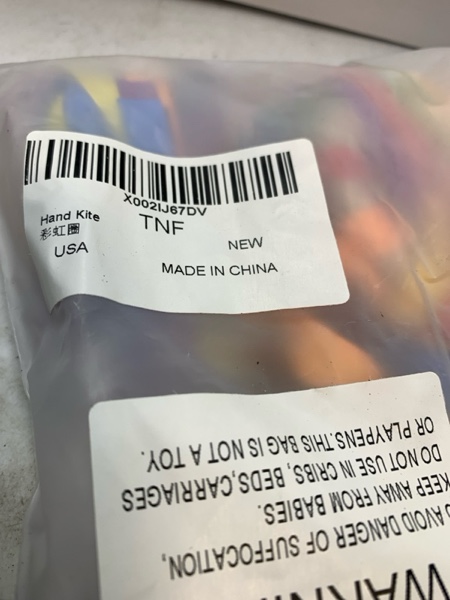 X002IJ67DV
Hand Kite
TNF
彩虹圈
NEW
USA
MADE IN CHINA
AVOID DANGER OF SUFFOCATION,
KEEP AWAY FROM BABIES.
DO NOT USE IN CRIBS, BEDS,CARRIAGES
OR PLAYPENS.THIS BAG IS NOT A TOY.